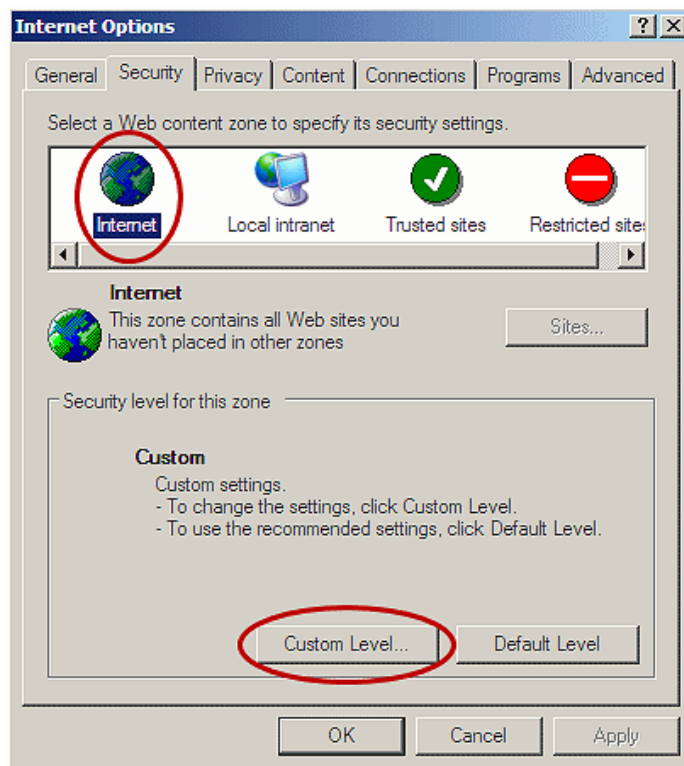 Internet Options
General Security Privacy Content Connections Programs Advanced
Select a Web content zone to specify its security settings.
Internet Local intranet Trusted sites Restricted sites
Internet
This zone contains all Web sites you
haven't placed in other zones
Sites...
Security level for this zone
Custom
Custom settings.
- To change the settings, click Custom Level.
- To use the recommended settings, click Default Level.
Custom Level... Default Level
OK Cancel Apply